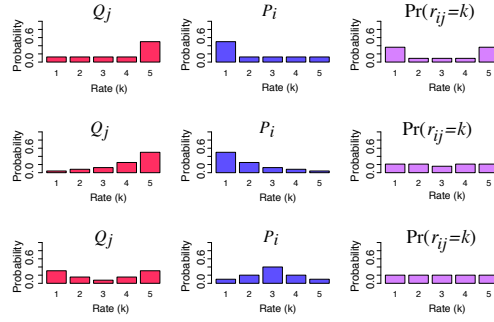 Q_j P_i Pr(r_ij=k)
Probability 0.0 0.6 Probability 0.0 0.6 Probability 0.0 0.6
1 2 3 4 5 1 2 3 4 5 1 2 3 4 5
Rate (k) Rate (k) Rate (k)
Q_j P_i Pr(r_ij=k)
Probability 0.0 0.6 Probability 0.0 0.6 Probability 0.0 0.6
1 2 3 4 5 1 2 3 4 5 1 2 3 4 5
Rate (k) Rate (k) Rate (k)
Q_j P_i Pr(r_ij=k)
Probability 0.0 0.6 Probability 0.0 0.6 Probability 0.0 0.6
1 2 3 4 5 1 2 3 4 5 1 2 3 4 5
Rate (k) Rate (k) Rate (k)